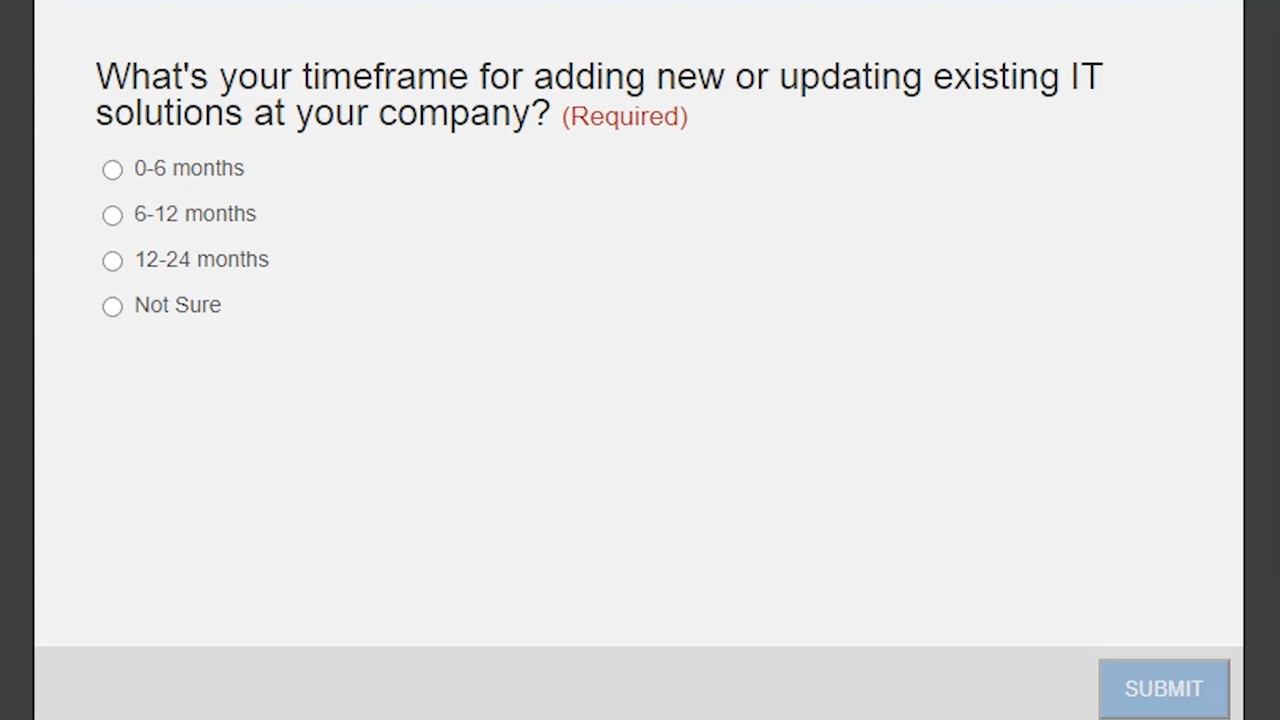 What's your timeframe for adding new or updating existing IT
solutions at your company? (Required)
0-6 months
6-12 months
12-24 months
Not Sure
SUBMIT